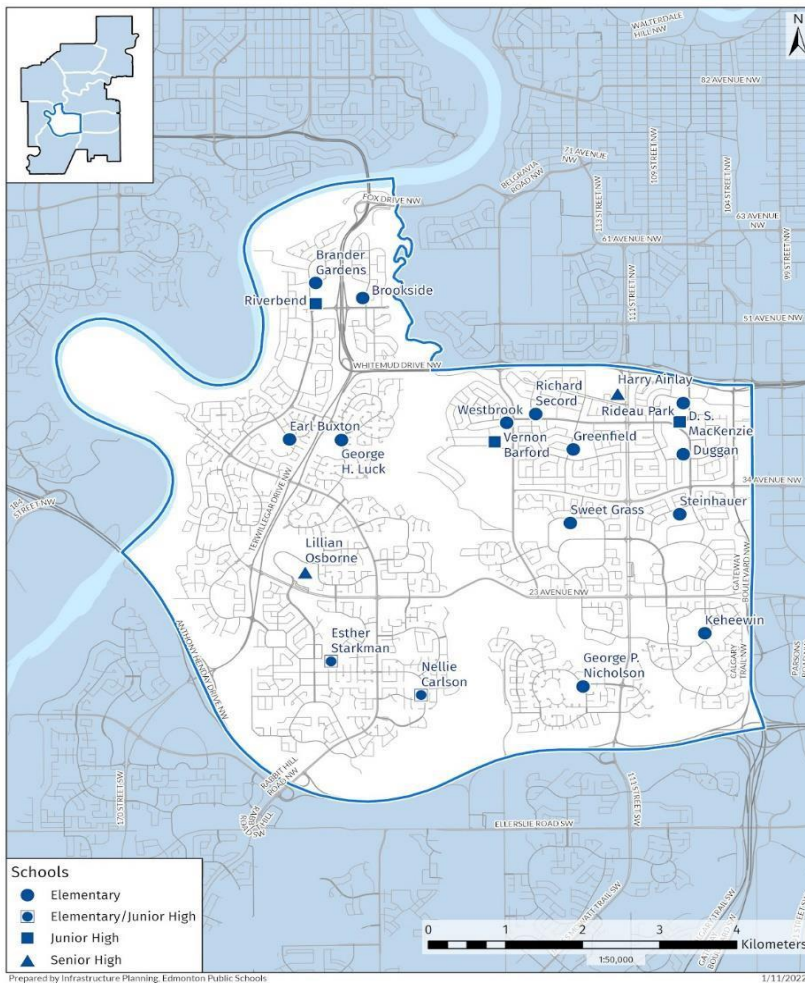 N
WALTERDALE
HILL NW
82 AVENUE NW
71 AVENUE
NW
BELGRAVIA
ROAD NW
109 STREET NW
104 STREET NW
113 STREET NW
63 AVENUE
NW
61 AVENUE NW
99 STREET NW
FOX DRIVE NW
111 STREET NW
Brander
Gardens
Brookside
Riverbend
51 AVENUE NW
WHITEMUD DRIVE NW
Harry Ainlay
Richard
Secord
Rideau Park
Westbrook
D. S.
MacKenzie
Earl Buxton
Vernon
Barford
Greenfield
Duggan
George
H. Luck
34 AVENUE NW
184
STREET NW
TERWILLEGAR DRIVE NW
Sweet Grass
Steinhauer
Lillian
Osborne
23 AVENUE NW
GATEWAY
BOULEVARD NW
Keheewin
ANTHONY HENDAY DRIVE NW
Esther
Starkman
Nellie
Carlson
George P.
Nicholson
CALGARY
TRAIL NW
PARSONS
RABBIT HILL
ROAD NW
170 STREET SW
RABBIT HILL
ROAD SW
111 STREET
SW
ELLERSLIE ROAD SW
Schools
Elementary
Elementary/Junior High
Junior High
Senior High
0 1 2 3 4
Kilometers
1:50,000
Prepared by Infrastructure Planning, Edmonton Public Schools
1/11/2022